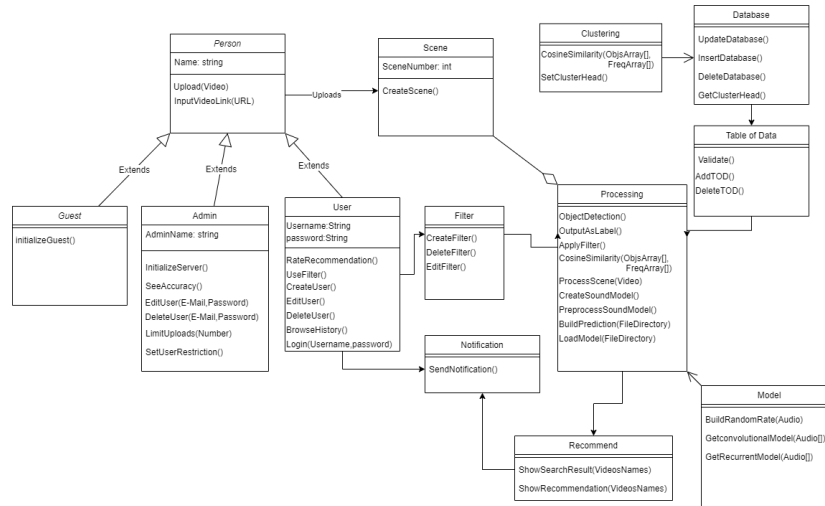 Person
Name: string
Upload(Video)
InputVideoLink(URL)
Uploads
Scene
SceneNumber: int
CreateScene()
Clustering
CosineSimilarity(ObjsArray[],
FreqArray[])
SetClusterHead()
Database
UpdateDatabase()
InsertDatabase()
DeleteDatabase()
GetClusterHead()
Table of Data
Validate()
AddTOD()
DeleteTOD()
Extends
Extends
Extends
Guest
initializeGuest()
Admin
AdminName: string
InitializeServer()
SeeAccuracy()
EditUser(E-Mail,Password)
DeleteUser(E-Mail,Password)
LimitUploads(Number)
SetUserRestriction()
User
Username:String
password:String
RateRecommendation()
UseFilter()
CreateUser()
EditUser()
DeleteUser()
BrowseHistory()
Login(Username,password)
Filter
CreateFilter()
DeleteFilter()
EditFilter()
Processing
ObjectDetection()
OutputAsLabel()
ApplyFilter()
CosineSimilarity(ObjsArray[],
FreqArray[])
ProcessScene(Video)
CreateSoundModel()
PreprocessSoundModel()
BuildPrediction(FileDirectory)
LoadModel(FileDirectory)
Notification
SendNotification()
Recommend
ShowSearchResult(VideosNames)
ShowRecommendation(VideosNames)
Model
BuildRandomRate(Audio)
GetconvolutionalModel(Audio[])
GetRecurrentModel(Audio[])